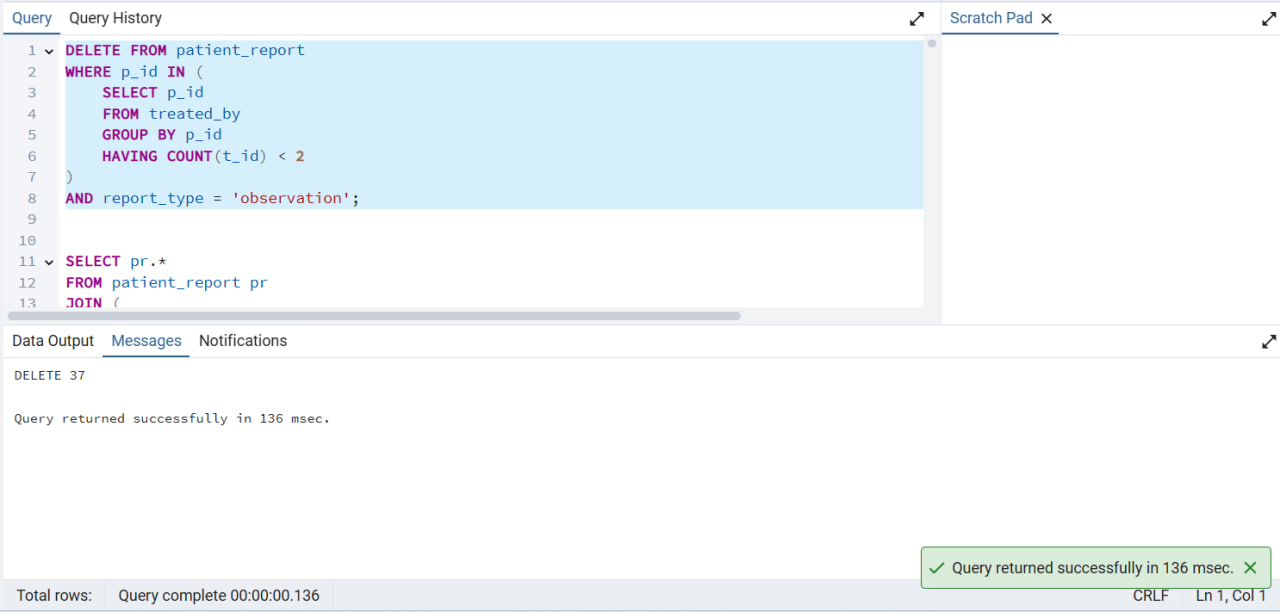 Query Query History
Scratch Pad
1 DELETE FROM patient_report
2 WHERE p_id IN (
3 SELECT p_id
4 FROM treated_by
5 GROUP BY p_id
6 HAVING COUNT(t_id) < 2
7 )
8 AND report_type = 'observation';
9
10
11 SELECT pr.*
12 FROM patient_report pr
13 JOIN (
Data Output Messages Notifications
DELETE 37
Query returned successfully in 136 msec.
Query returned successfully in 136 msec.
Total rows: Query complete 00:00:00.136 CRLF Ln 1, Col 1